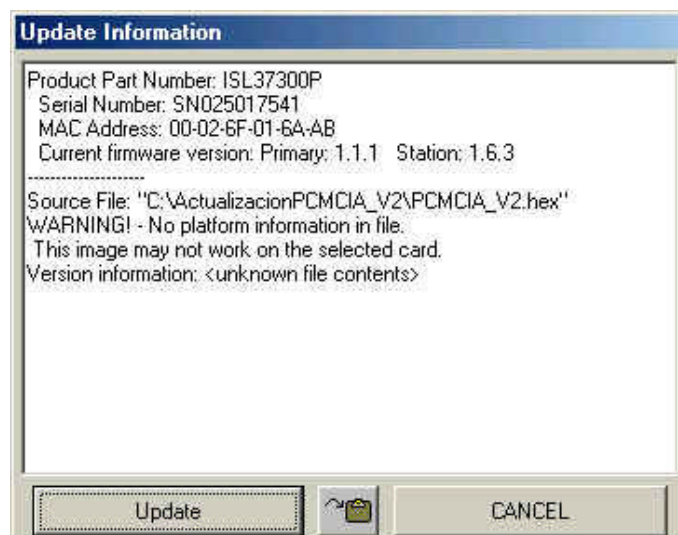 Update Information
Product Part Number: ISL37300P
Serial Number: SN025017541
MAC Address: 00-02-6F-01-6A-AB
Current firmware version: Primary: 1.1.1   Station: 1.6.3
--------------------
Source File: "C:\ActualizacionPCMCIA_V2\PCMCIA_V2.hex"
WARNING! - No platform information in file.
This image may not work on the selected card.
Version information: <unknown file contents>
Update
CANCEL